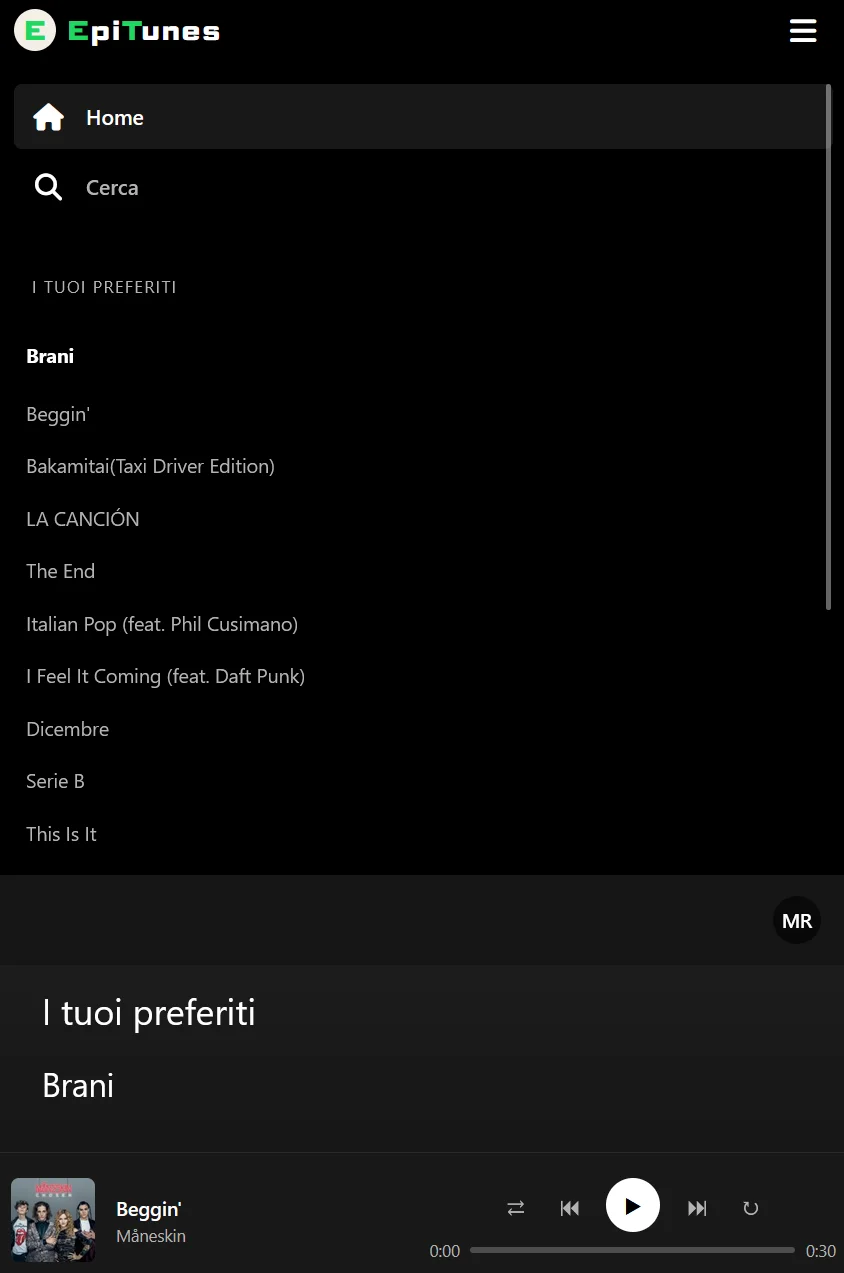 E EpiTunes
Home
Cerca
I TUOI PREFERITI
Brani
Beggin'
Bakamitai(Taxi Driver Edition)
LA CANCIÓN
The End
Italian Pop (feat. Phil Cusimano)
I Feel It Coming (feat. Daft Punk)
Dicembre
Serie B
This Is It
MR
I tuoi preferiti
Brani
Beggin'
Måneskin
0:00
0:30